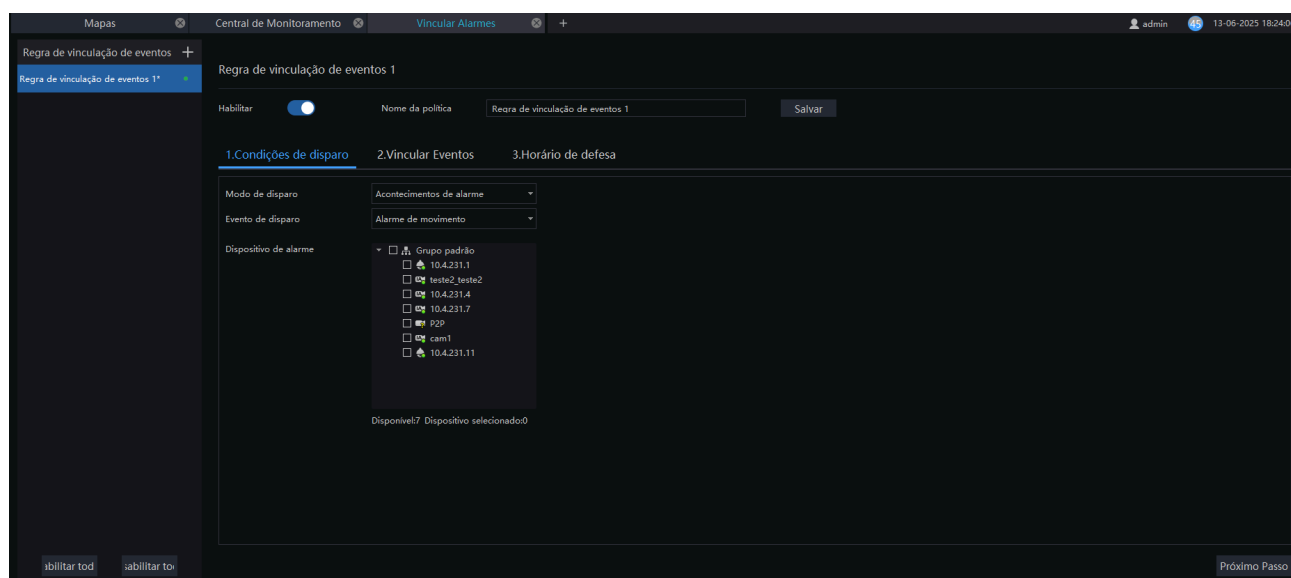 Mapas Central de Monitoramento Vincular Alarmes + admin 45 13-06-2025 18:24:0
Regra de vinculação de eventos +
Regra de vinculação de eventos 1*
Regra de vinculação de eventos 1
Habilitar Nome da política Regra de vinculação de eventos 1 Salvar
1.Condições de disparo 2.Vincular Eventos 3.Horário de defesa
Modo de disparo Acontecimentos de alarme
Evento de disparo Alarme de movimento
Dispositivo de alarme Grupo padrão
10.4.231.1
teste2_teste2
10.4.231.4
10.4.231.7
P2P
cam1
10.4.231.11
Disponível:7 Dispositivo selecionado:0
abilitar tod sabilitar to Próximo Passo